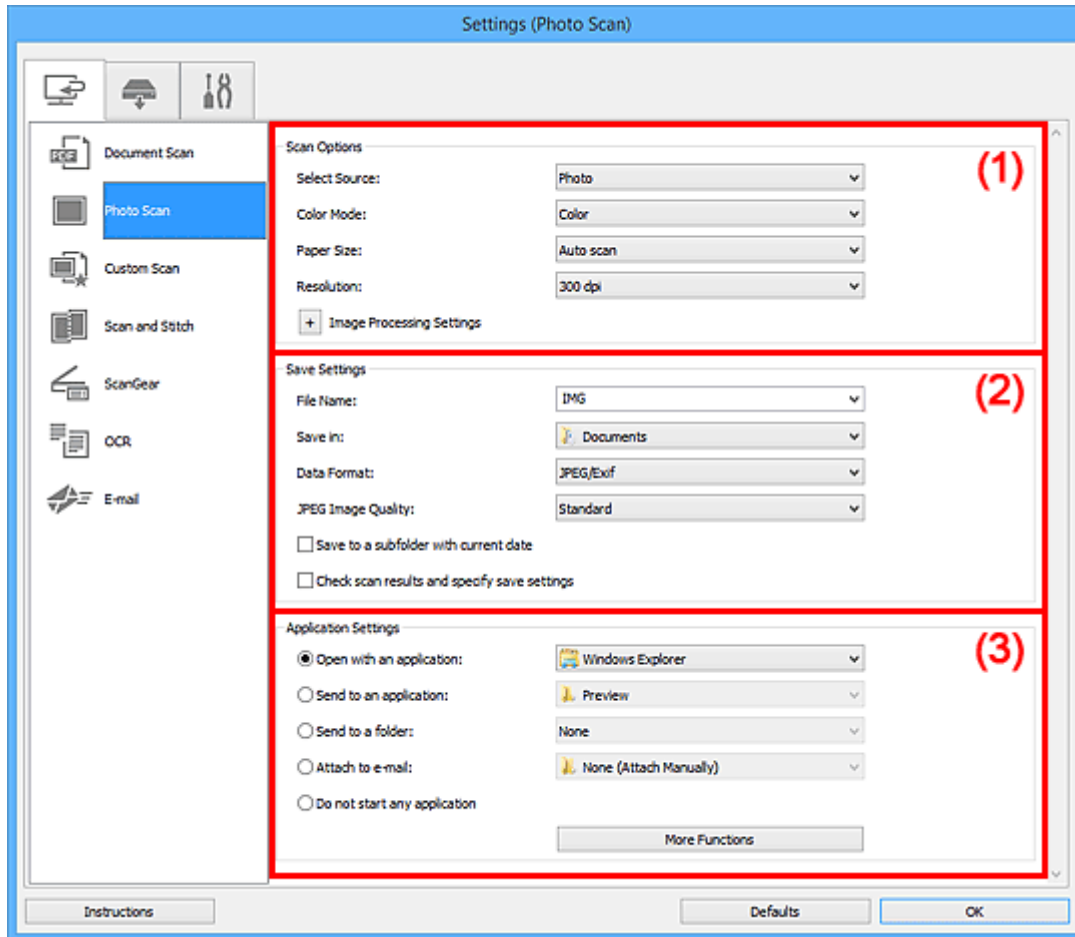 Settings (Photo Scan)
Document Scan
Photo Scan
Custom Scan
Scan and Stitch
ScanGear
OCR
E-mail
Scan Options
(1)
Select Source: Photo
Color Mode: Color
Paper Size: Auto scan
Resolution: 300 dpi
+ Image Processing Settings
Save Settings
(2)
File Name: IMG
Save in: Documents
Data Format: JPEG/Exif
JPEG Image Quality: Standard
Save to a subfolder with current date
Check scan results and specify save settings
Application Settings
(3)
Open with an application: Windows Explorer
Send to an application: Preview
Send to a folder: None
Attach to e-mail: None (Attach Manually)
Do not start any application
More Functions
Instructions Defaults OK